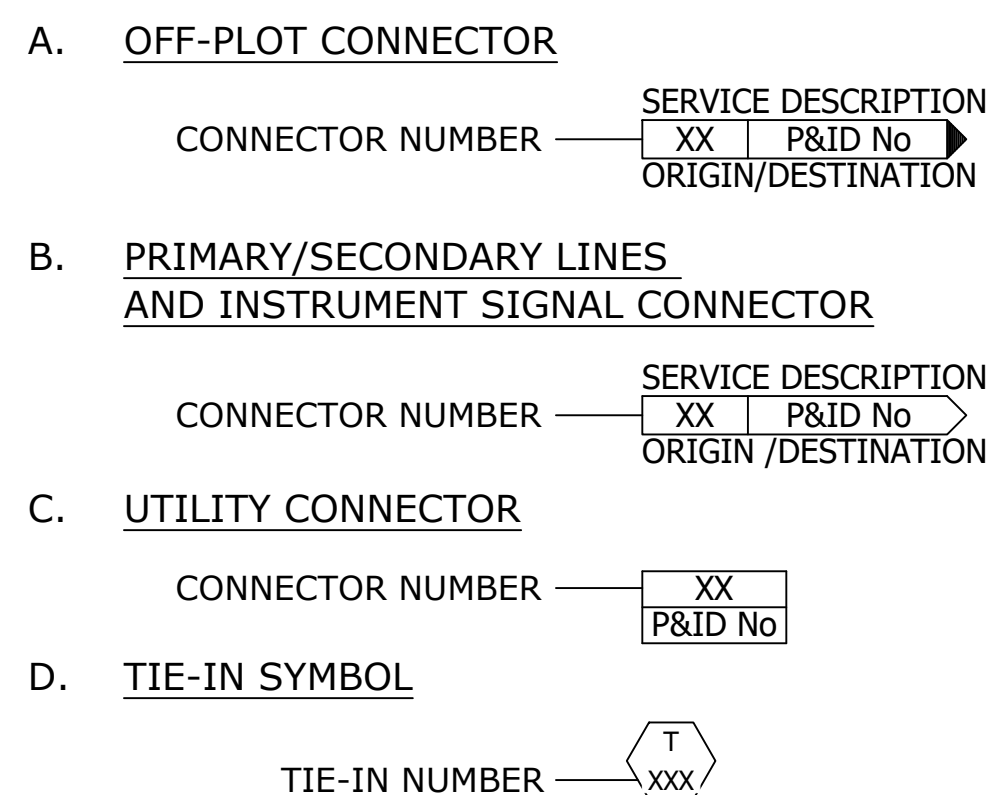 A. OFF-PLOT CONNECTOR
SERVICE DESCRIPTION
CONNECTOR NUMBER XX P&ID No
ORIGIN/DESTINATION
B. PRIMARY/SECONDARY LINES
AND INSTRUMENT SIGNAL CONNECTOR
SERVICE DESCRIPTION
CONNECTOR NUMBER XX P&ID No
ORIGIN /DESTINATION
C. UTILITY CONNECTOR
CONNECTOR NUMBER XX
P&ID No
D. TIE-IN SYMBOL
T
TIE-IN NUMBER XXX